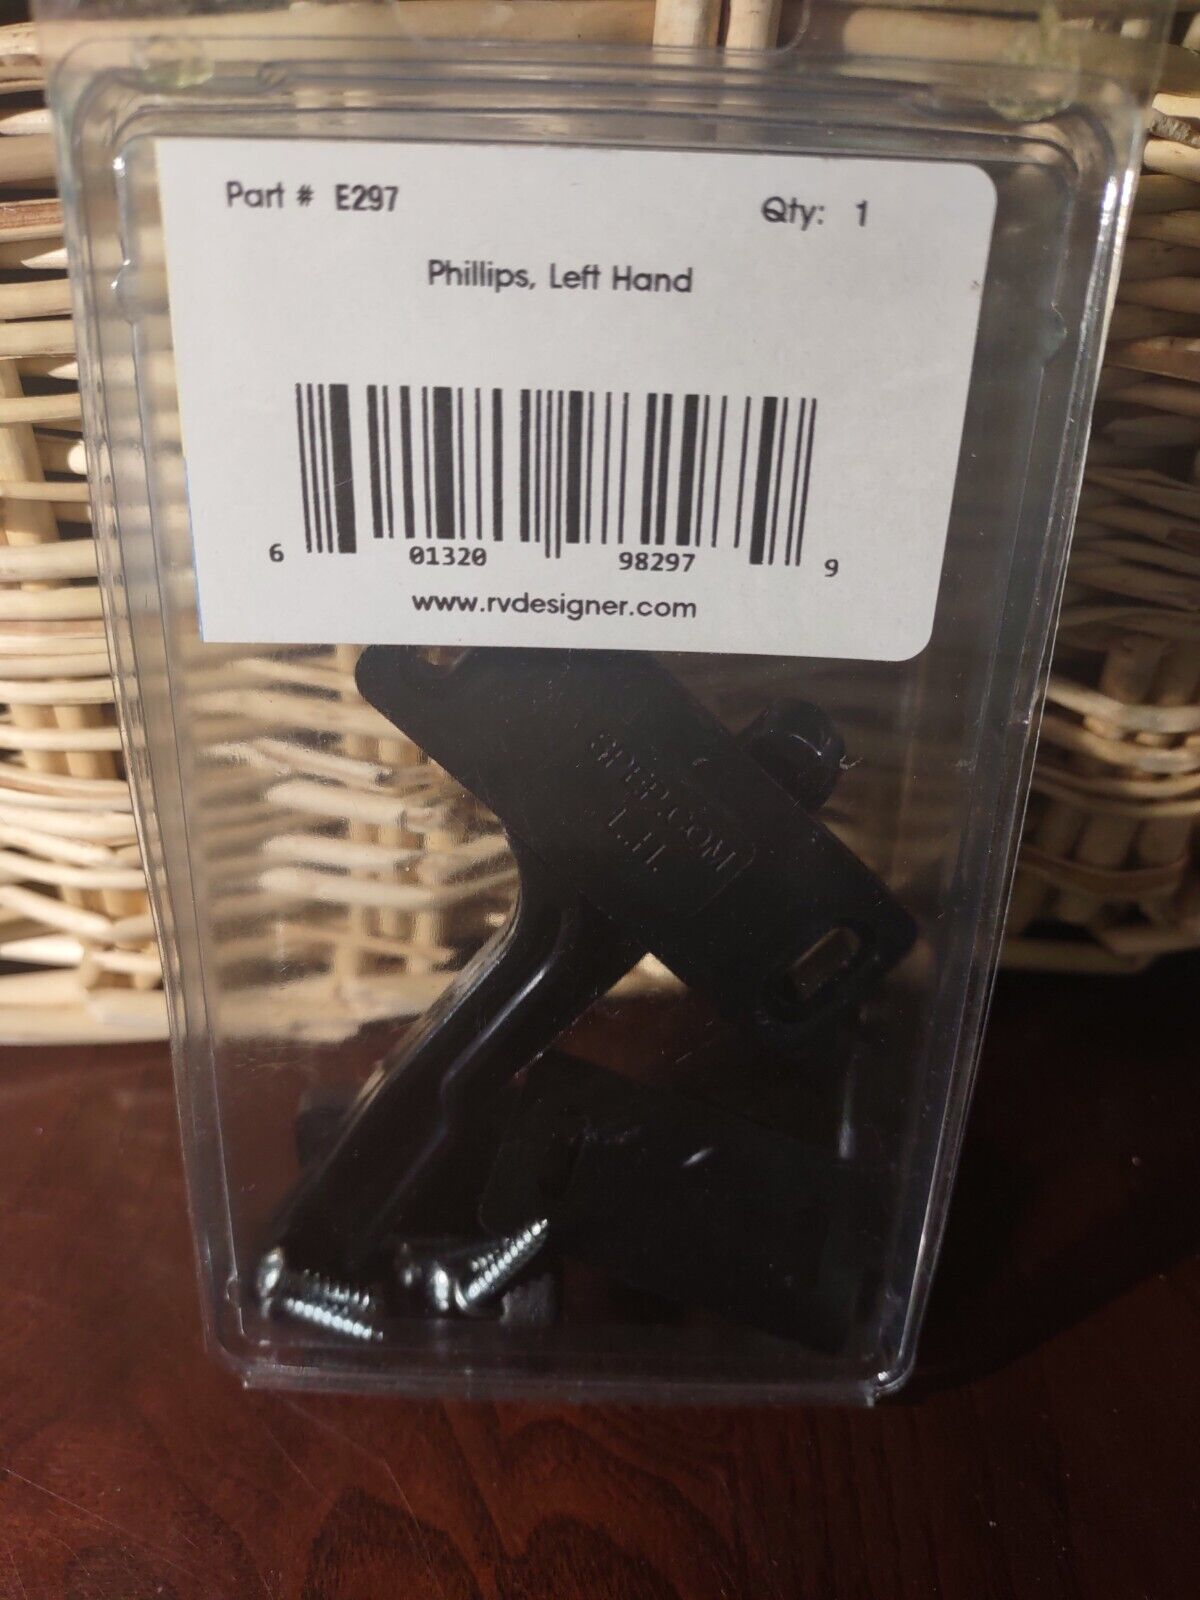 Part # E297
Qty: 1
Phillips, Left Hand
6 01320 98297 9
www.rvdesigner.com
L.H.